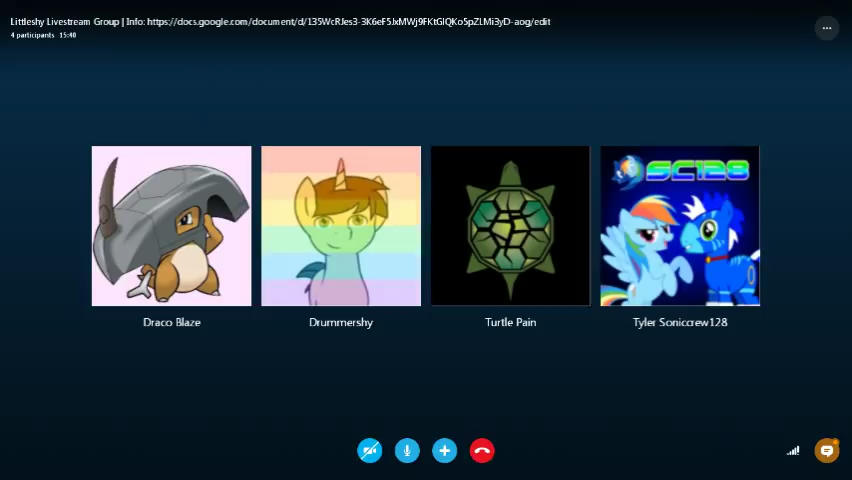 Littleshy Livestream Group | Info: https://docs.google.com/document/d/135WcRJes3-3K6eF5JxMWj9FKtGIQKo5pZLMi3yD-aog/edit
4 participants 15:40
SC128
Draco Blaze
Drummershy
Turtle Pain
Tyler Soniccrew128